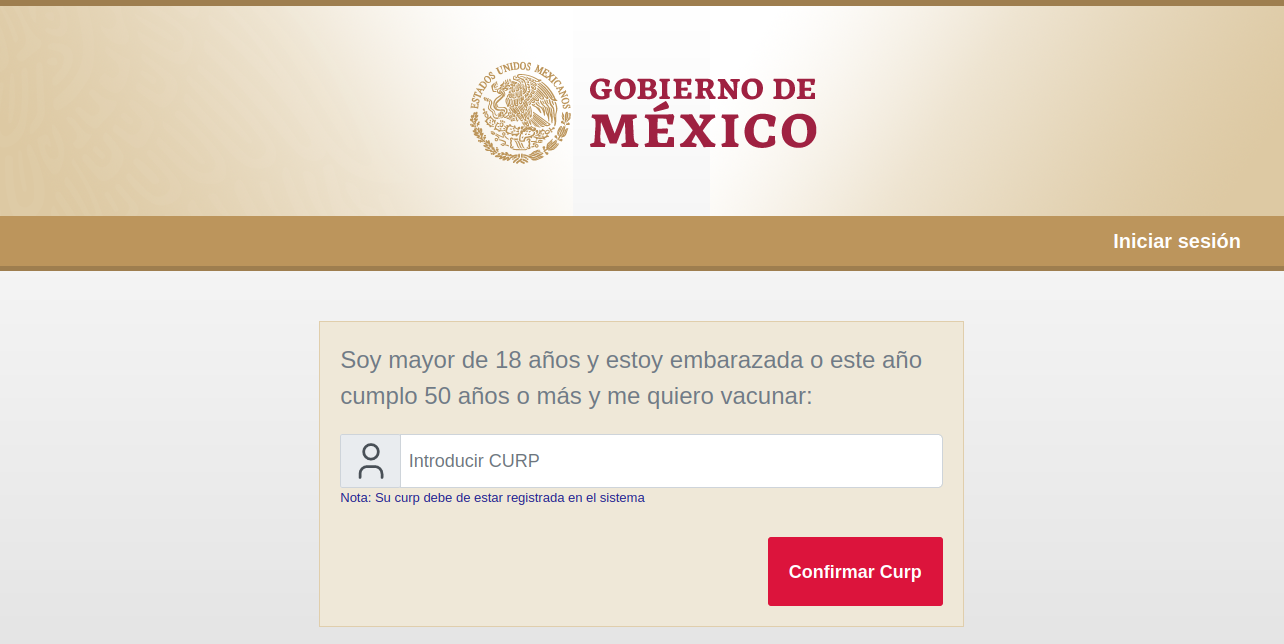 ESTADOS UNIDOS MEXICANOS
GOBIERNO DE
MÉXICO
Iniciar sesión
Soy mayor de 18 años y estoy embarazada o este año
cumplo 50 años o más y me quiero vacunar:
Introducir CURP
Nota: Su curp debe de estar registrada en el sistema
Confirmar Curp